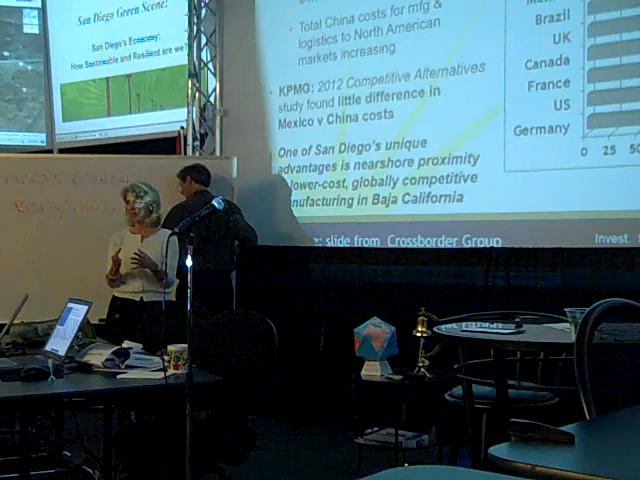 San Diego Green Scene:
San Diego's Economy:
How Sustainable and Resilient are we?
• Total China costs for mfg &
logistics to North American
markets increasing
• KPMG: 2012 Competitive Alternatives
study found little difference in
Mexico v China costs
One of San Diego's unique
advantages is nearshore proximity
lower-cost, globally competitive
nufacturing in Baja California
slide from Crossborder Group
Invest
Brazil
UK
Canada
France
US
Germany
0 25 50